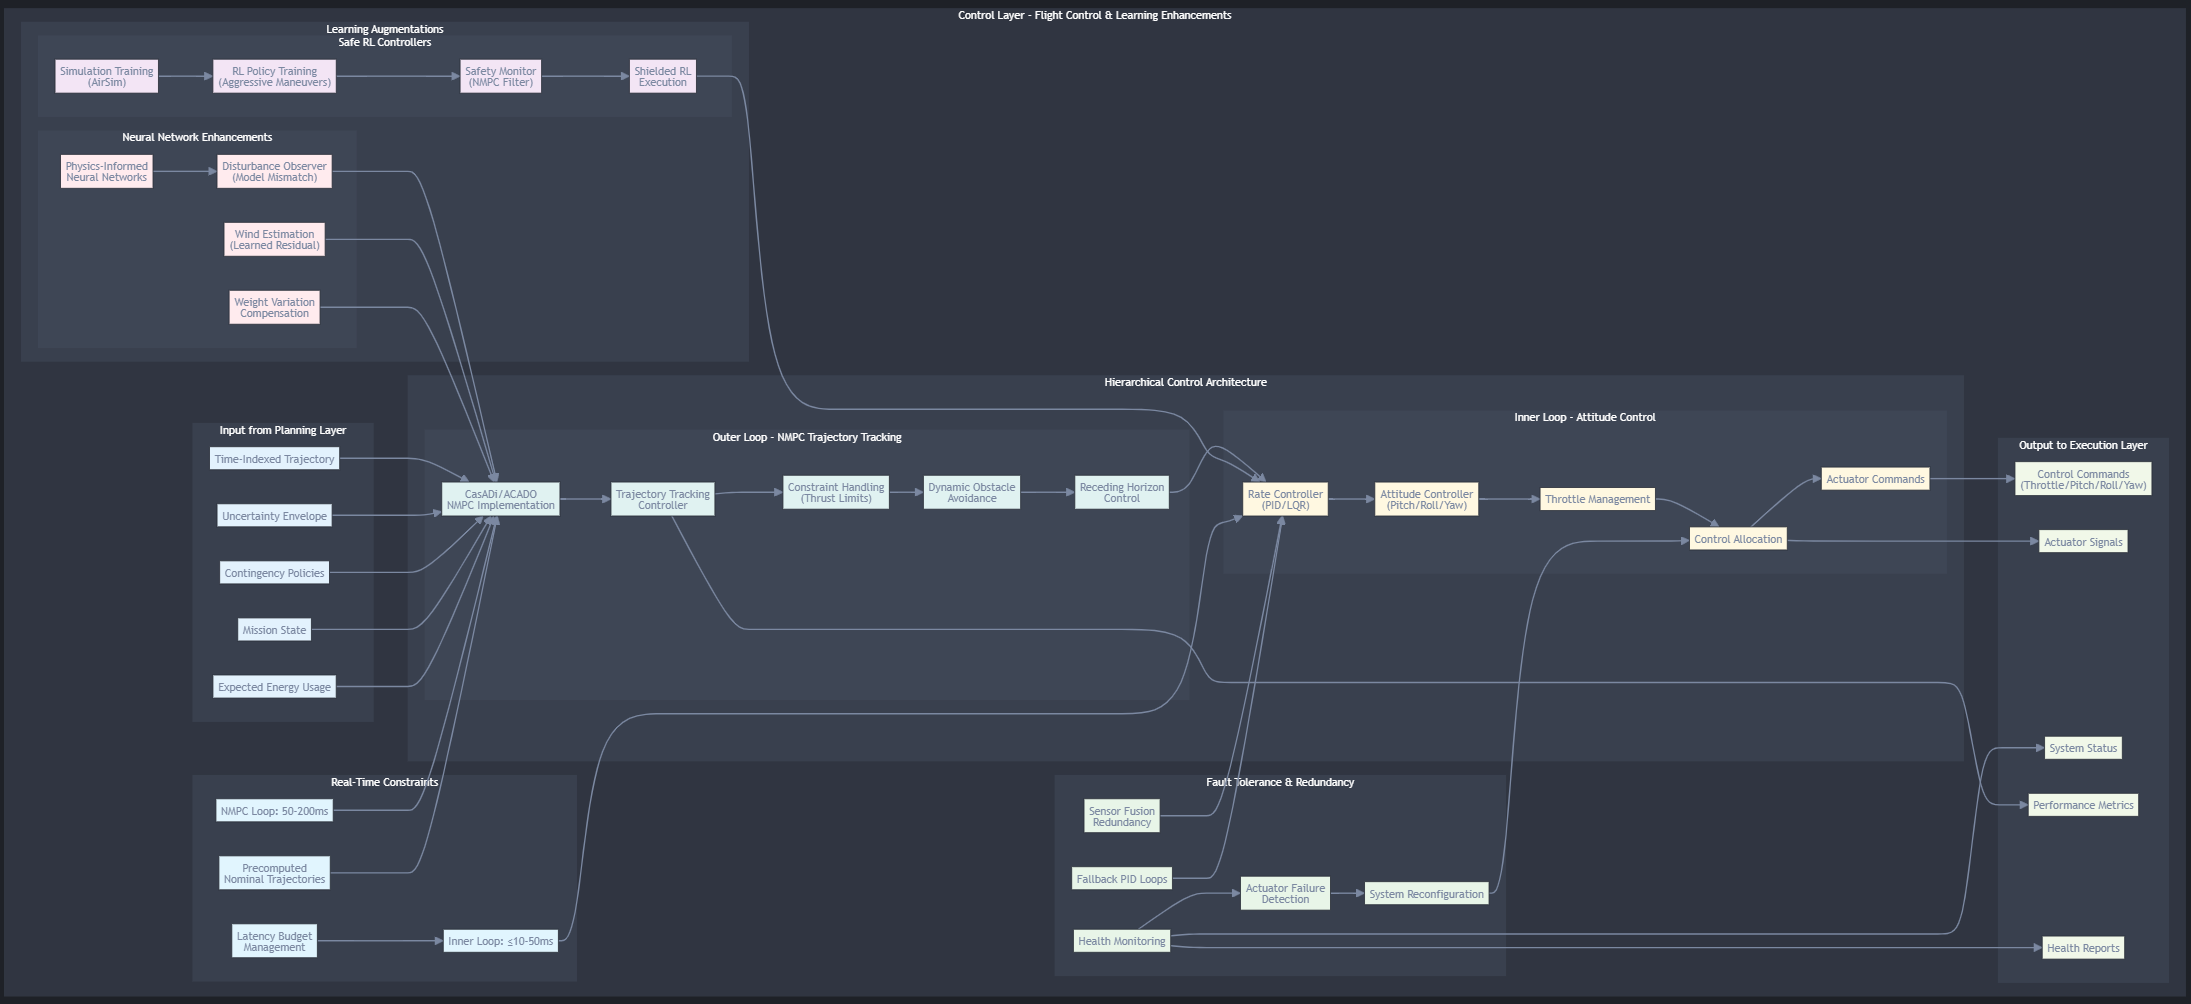 Control Layer - Flight Control & Learning Enhancements
Learning Augmentations
Safe RL Controllers
Simulation Training
(AirSim)
RL Policy Training
(Aggressive Maneuvers)
Safety Monitor
(NMPC Filter)
Shielded RL
Execution
Neural Network Enhancements
Physics-Informed
Neural Networks
Disturbance Observer
(Model Mismatch)
Wind Estimation
(Learned Residual)
Weight Variation
Compensation
Hierarchical Control Architecture
Input from Planning Layer
Time-Indexed Trajectory
Uncertainty Envelope
Contingency Policies
Mission State
Expected Energy Usage
Outer Loop - NMPC Trajectory Tracking
CasADi/ACADO
NMPC Implementation
Trajectory Tracking
Controller
Constraint Handling
(Thrust Limits)
Dynamic Obstacle
Avoidance
Receding Horizon
Control
Inner Loop - Attitude Control
Rate Controller
(PID/LQR)
Attitude Controller
(Pitch/Roll/Yaw)
Throttle Management
Control Allocation
Actuator Commands
Output to Execution Layer
Control Commands
(Throttle/Pitch/Roll/Yaw)
Actuator Signals
System Status
Performance Metrics
Health Reports
Real-Time Constraints
NMPC Loop: 50-200ms
Precomputed
Nominal Trajectories
Latency Budget
Management
Inner Loop: ≤10-50ms
Fault Tolerance & Redundancy
Sensor Fusion
Redundancy
Fallback PID Loops
Health Monitoring
Actuator Failure
Detection
System Reconfiguration